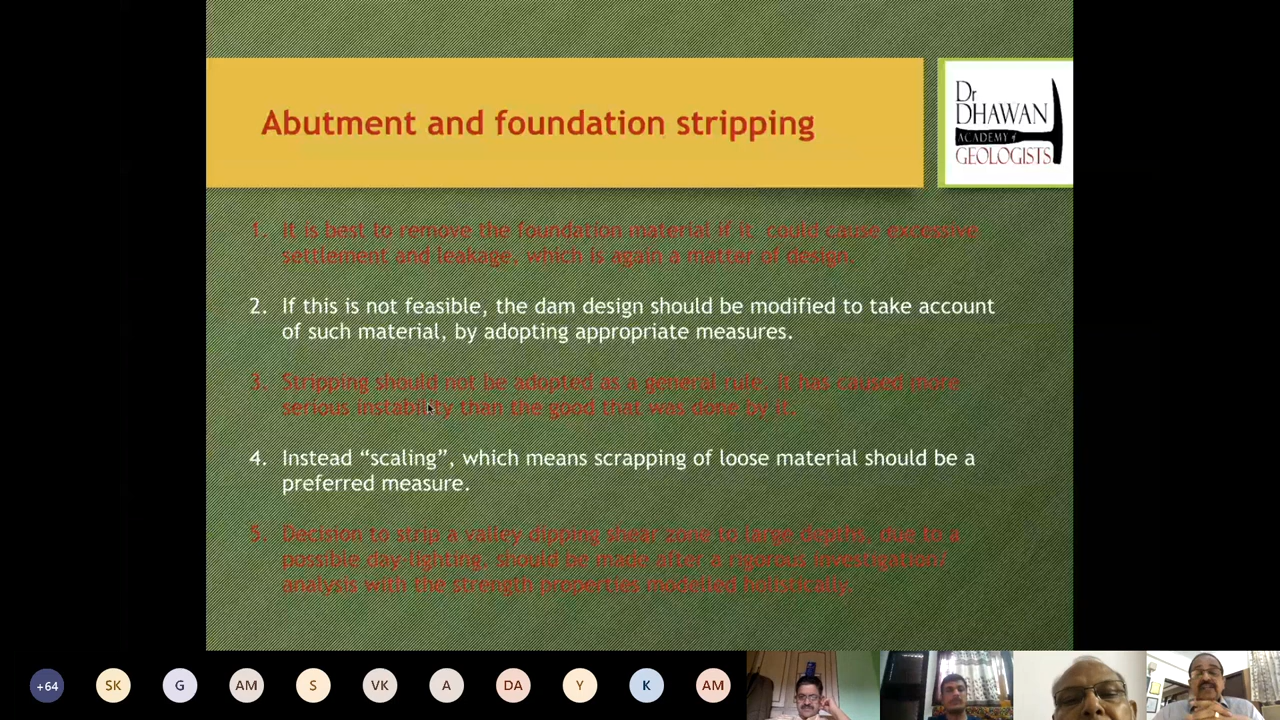 Abutment and foundation stripping
Dr
DHAWAN
ACADEMY of
GEOLOGISTS
1. It is best to remove the foundation material if it could cause excessive
settlement and leakage, which is again a matter of design.
2. If this is not feasible, the dam design should be modified to take account
of such material, by adopting appropriate measures.
3. Stripping should not be adopted as a general rule, it has caused more
serious instability than the good that was done by it.
4. Instead “scaling”, which means scrapping of loose material should be a
preferred measure.
5. Decision to strip a valley dipping shear zone to large depths, due to a
possible day-lighting, should be made after a rigorous investigation/
analysis with the strength properties modelled holistically.
+64 SK G AM S VK A DA Y K AM